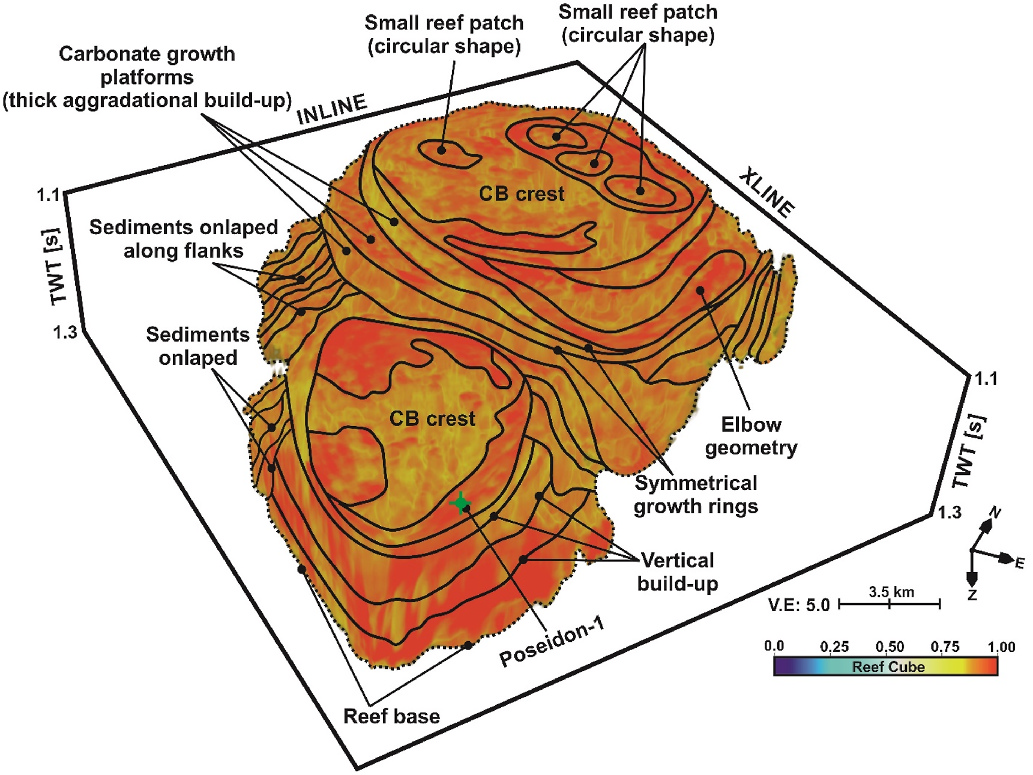 Small reef patch
(circular shape)
Small reef patch
(circular shape)
Carbonate growth
platforms
(thick aggradational build-up)
INLINE
XLINE
CB crest
1.1
TWT [s]
1.3
Sediments onlaped
along flanks
Sediments
onlaped
CB crest
1.1
TWT [s]
1.3
Elbow
geometry
Symmetrical
growth rings
Vertical
build-up
Poseidon-1
Reef base
N
E
Z
V.E: 5.0
3.5 km
0.0 0.25 0.50 0.75 1.00
Reef Cube